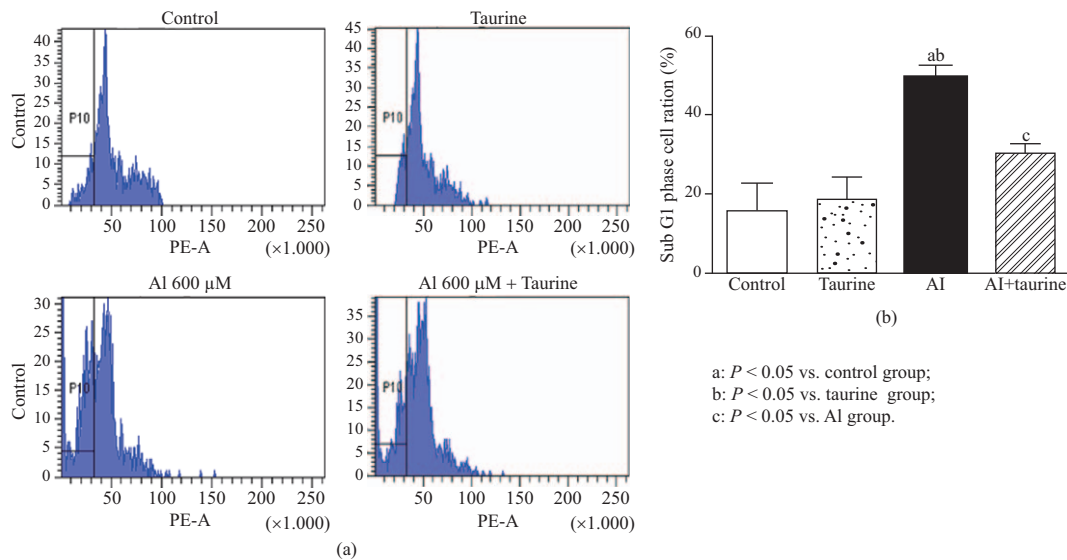 Control
Control
40
35
30
25
20
15
10
5
0
P10
50 100 150 200 250
PE-A (×1.000)
Taurine
45
40
35
30
25
20
15
10
5
0
P10
50 100 150 200 250
PE-A (×1.000)
Al 600 µM
Control
30
25
20
15
10
5
0
P10
50 100 150 200 250
PE-A (×1.000)
Al 600 µM + Taurine
35
30
25
20
15
10
5
0
P10
50 100 150 200 250
PE-A (×1.000)
(a)
Sub G1 phase cell ration (%)
60
40
20
0
ab
c
Control Taurine AI AI+taurine
(b)
a: P < 0.05 vs. control group;
b: P < 0.05 vs. taurine group;
c: P < 0.05 vs. Al group.